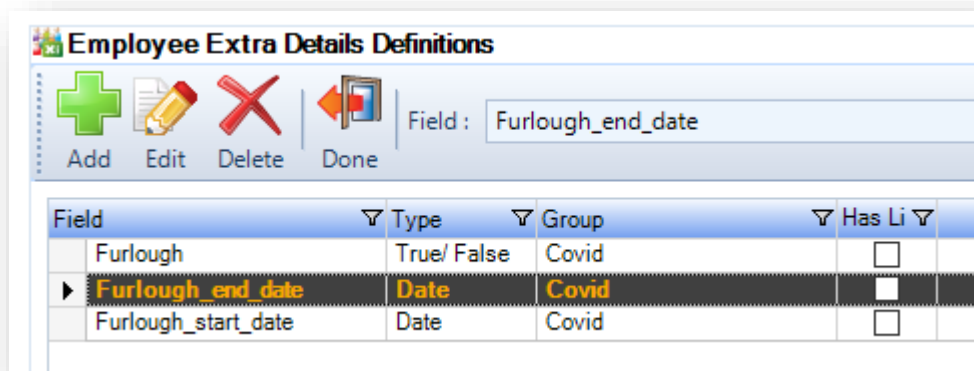 Employee Extra Details Definitions
Field : Furlough_end_date
Add Edit Delete Done
Field Type Group Has Li
Furlough True/ False Covid
Furlough_end_date Date Covid
Furlough_start_date Date Covid